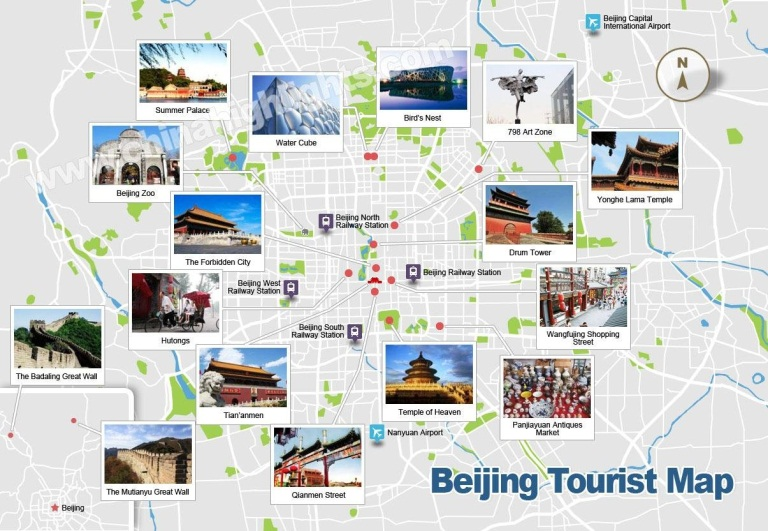 Beijing Capital
International Airport
N
www.chinahighlights.com
Summer Palace
Water Cube
Bird's Nest
798 Art Zone
Beijing Zoo
Yonghe Lama Temple
Beijing North
Railway Station
The Forbidden City
Drum Tower
Beijing Railway Station
Beijing West
Railway Station
Hutongs
Beijing South
Railway Station
Wangfujing Shopping
Street
The Badaling Great Wall
Tian'anmen
Temple of Heaven
Panjiayuan Antiques
Market
Nanyuan Airport
The Mutianyu Great Wall
Qianmen Street
Beijing Tourist Map
Beijing